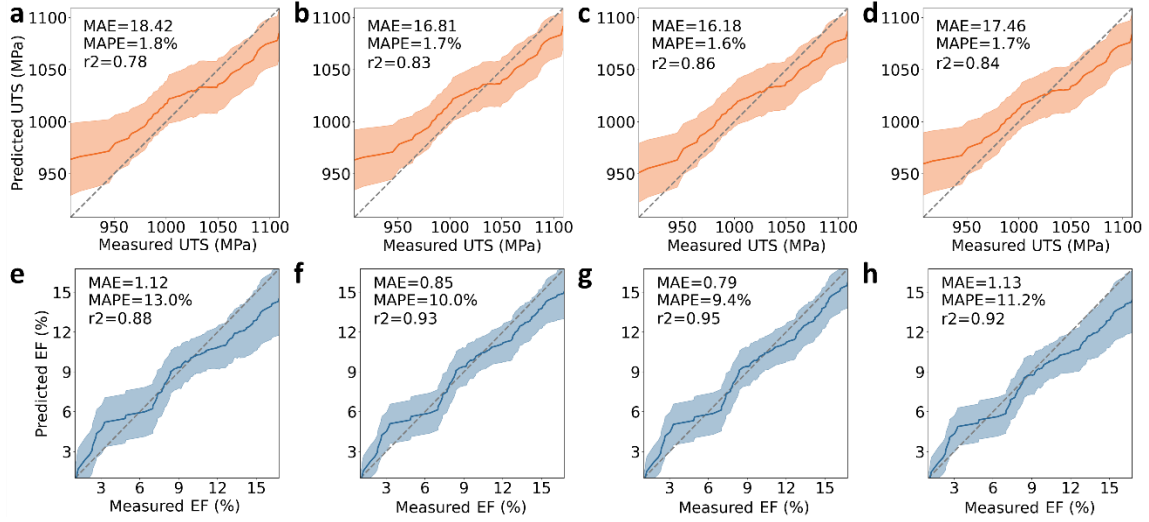 a
MAE=18.42
MAPE=1.8%
r2=0.78
1100
1050
1000
950
Predicted UTS (MPa)
950
1000
1050
1100
Measured UTS (MPa)
b
MAE=16.81
MAPE=1.7%
r2=0.83
1100
1050
1000
950
950
1000
1050
1100
Measured UTS (MPa)
c
MAE=16.18
MAPE=1.6%
r2=0.86
1100
1050
1000
950
950
1000
1050
1100
Measured UTS (MPa)
d
MAE=17.46
MAPE=1.7%
r2=0.84
1100
1050
1000
950
950
1000
1050
1100
Measured UTS (MPa)
e
MAE=1.12
MAPE=13.0%
r2=0.88
15
12
9
6
3
Predicted EF (%)
3
6
9
12
15
Measured EF (%)
f
MAE=0.85
MAPE=10.0%
r2=0.93
15
12
9
6
3
3
6
9
12
15
Measured EF (%)
g
MAE=0.79
MAPE=9.4%
r2=0.95
15
12
9
6
3
3
6
9
12
15
Measured EF (%)
h
MAE=1.13
MAPE=11.2%
r2=0.92
15
12
9
6
3
3
6
9
12
15
Measured EF (%)